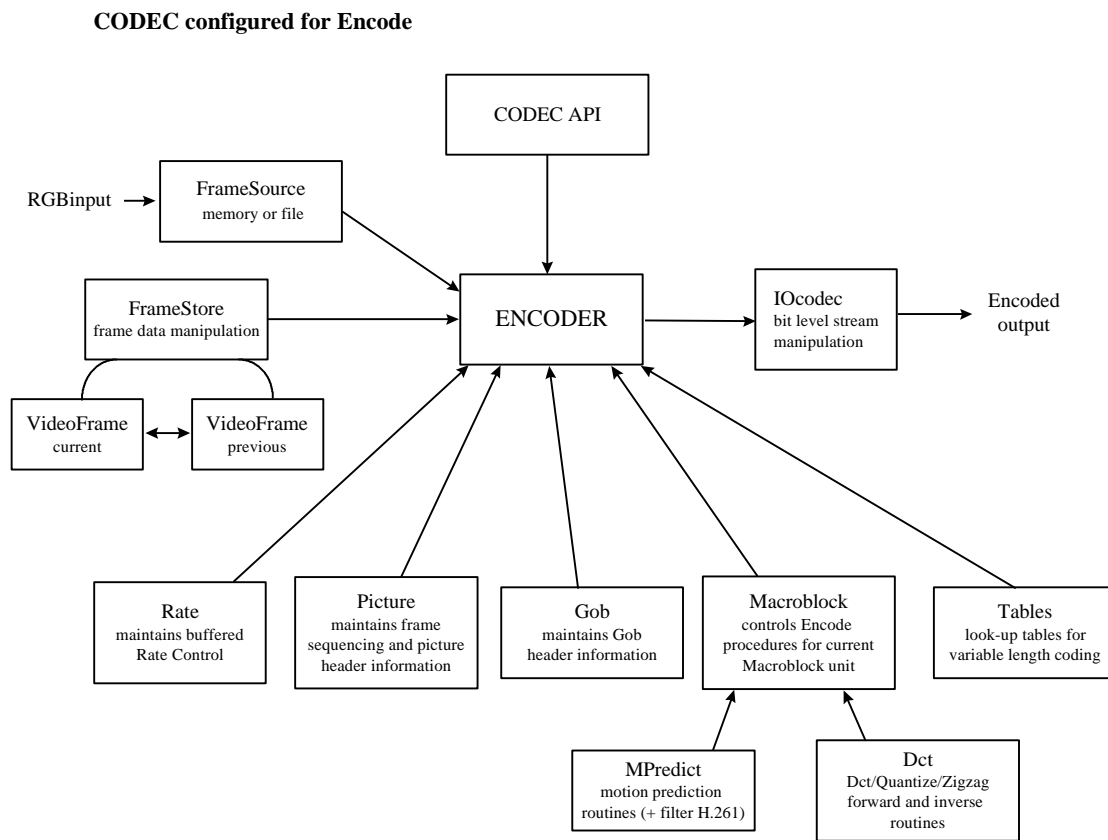 CODEC configured for Encode
CODEC API
RGBinput
FrameSource
memory or file
FrameStore
frame data manipulation
ENCODER
IOcodec
bit level stream
manipulation
Encoded
output
VideoFrame
current
VideoFrame
previous
Rate
maintains buffered
Rate Control
Picture
maintains frame
sequencing and picture
header information
Gob
maintains Gob
header information
Macroblock
controls Encode
procedures for current
Macroblock unit
Tables
look-up tables for
variable length coding
MPredict
motion prediction
routines (+ filter H.261)
Dct
Dct/Quantize/Zigzag
forward and inverse
routines